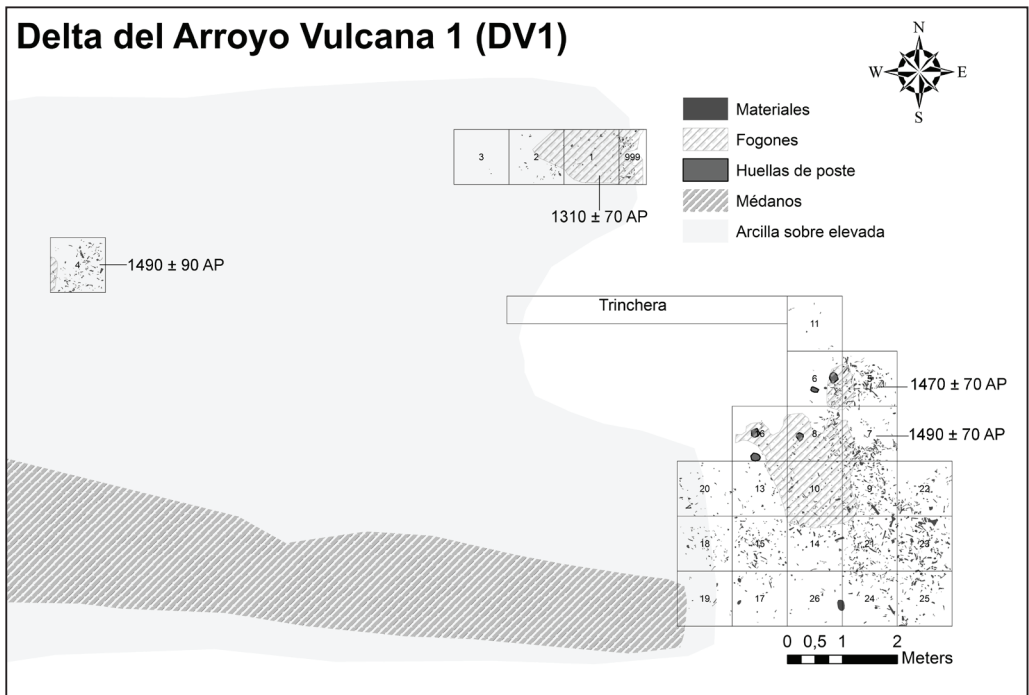 Delta del Arroyo Vulcana 1 (DV1)
N
W E
S
Materiales
Fogones
Huellas de poste
Médanos
Arcilla sobre elevada
3 2 1 999
1310 ± 70 AP
4 1490 ± 90 AP
Trinchera
11
6 5 1470 ± 70 AP
8 7 1490 ± 70 AP
20 13 10 9 22
18 15 14 21 23
19 17 26 24 25
0 0,5 1 2
Meters